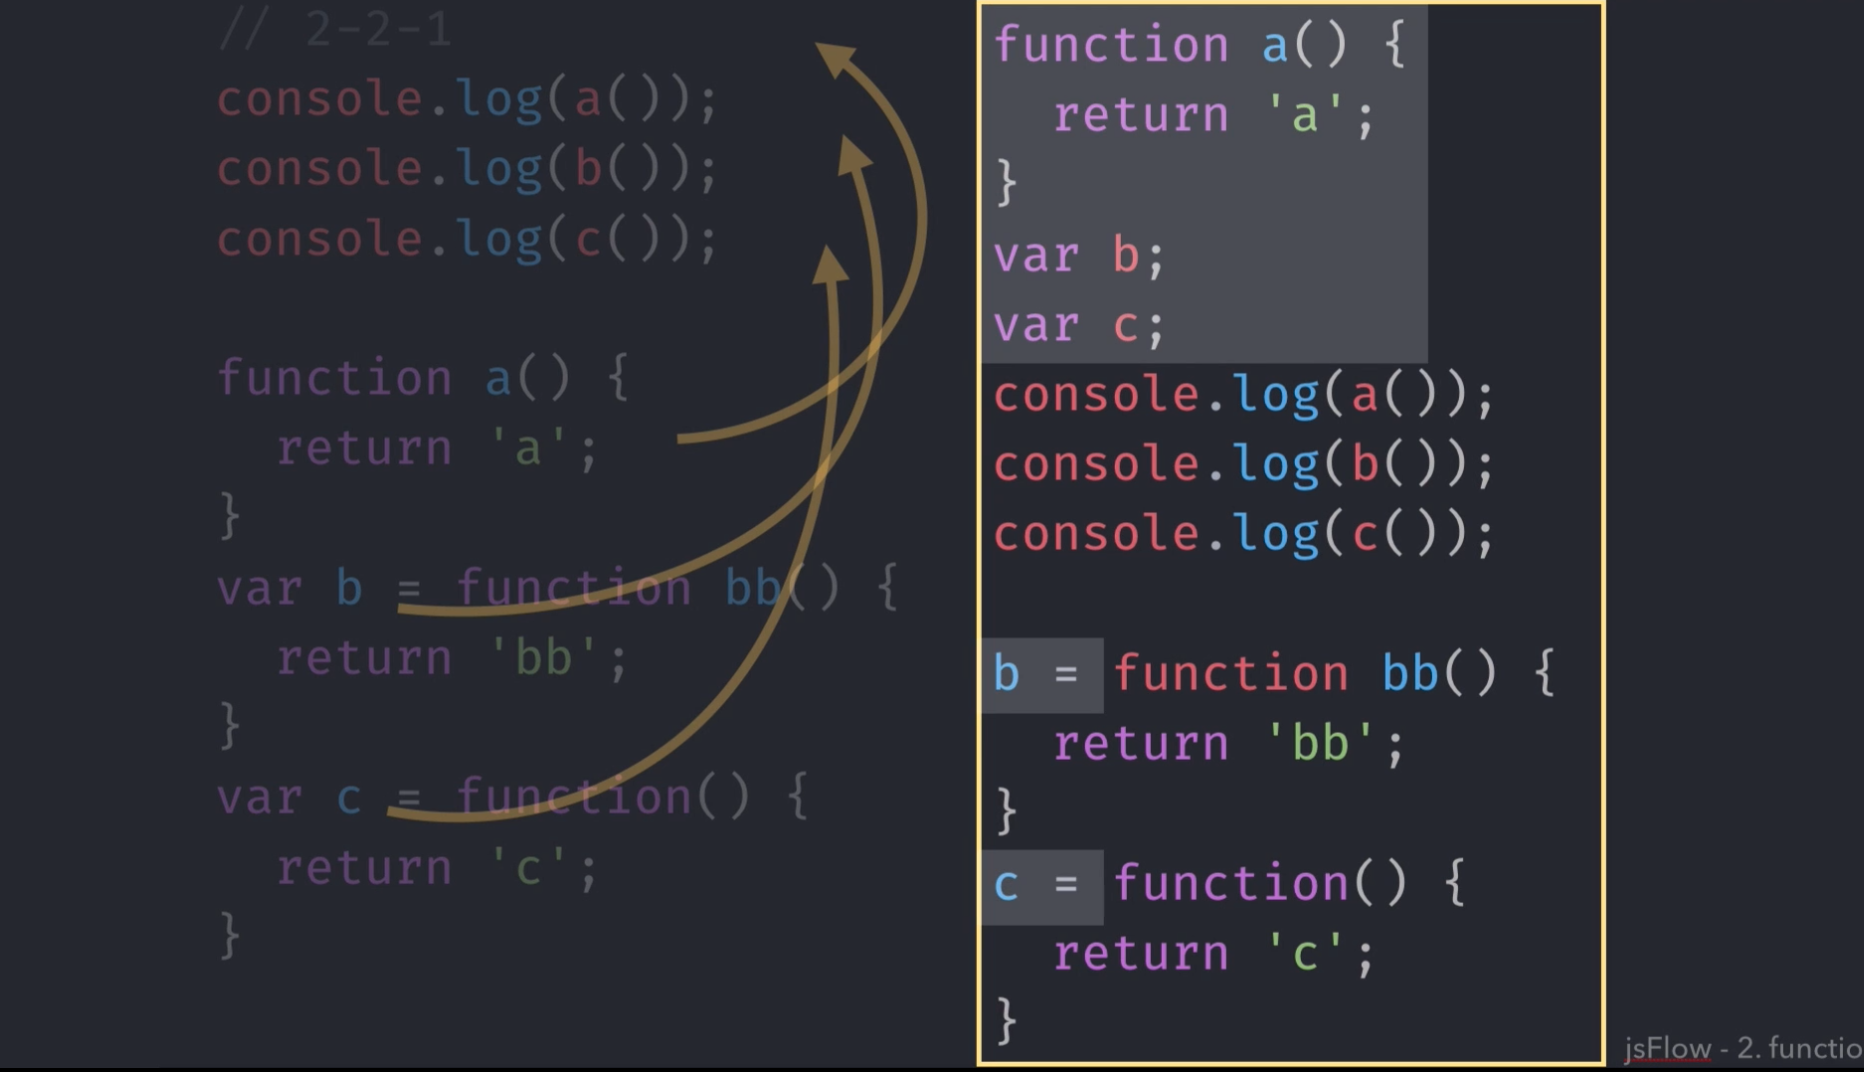 // 2-2-1
console.log(a());
console.log(b());
console.log(c());
function a() {
  return 'a';
}
var b = function bb() {
  return 'bb';
}
var c = function() {
  return 'c';
}
function a() {
  return 'a';
}
var b;
var c;
console.log(a());
console.log(b());
console.log(c());
b = function bb() {
  return 'bb';
}
c = function() {
  return 'c';
}
jsFlow - 2. functio